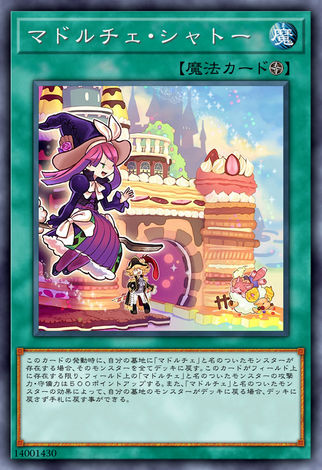 マドルチェ・シャトー
魔
【魔法カード】
このカードの発動時に、自分の墓地に「マドルチェ」と名のついたモンスターが
存在する場合、そのモンスターを全てデッキに戻す。このカードがフィールド上
に存在する限り、フィールド上の「マドルチェ」と名のついたモンスターの攻撃
力・守備力は500ポイントアップする。また、「マドルチェ」と名のついたモンス
ターの効果によって、自分の墓地のモンスターがデッキに戻る場合、デッキに
戻さず手札に戻す事ができる。
14001430